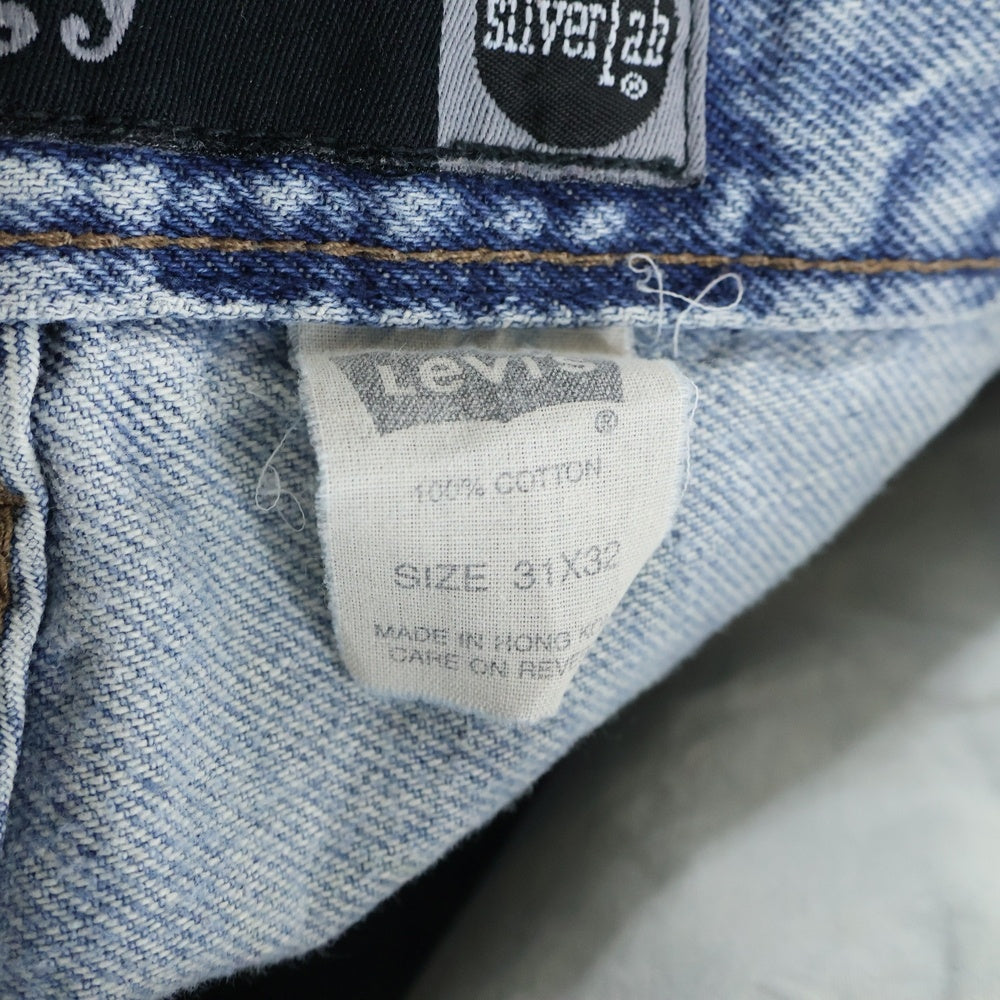 silverTab®
Levi's
®
100% COTTON
SIZE 31X32
MADE IN HONG
CARE ON